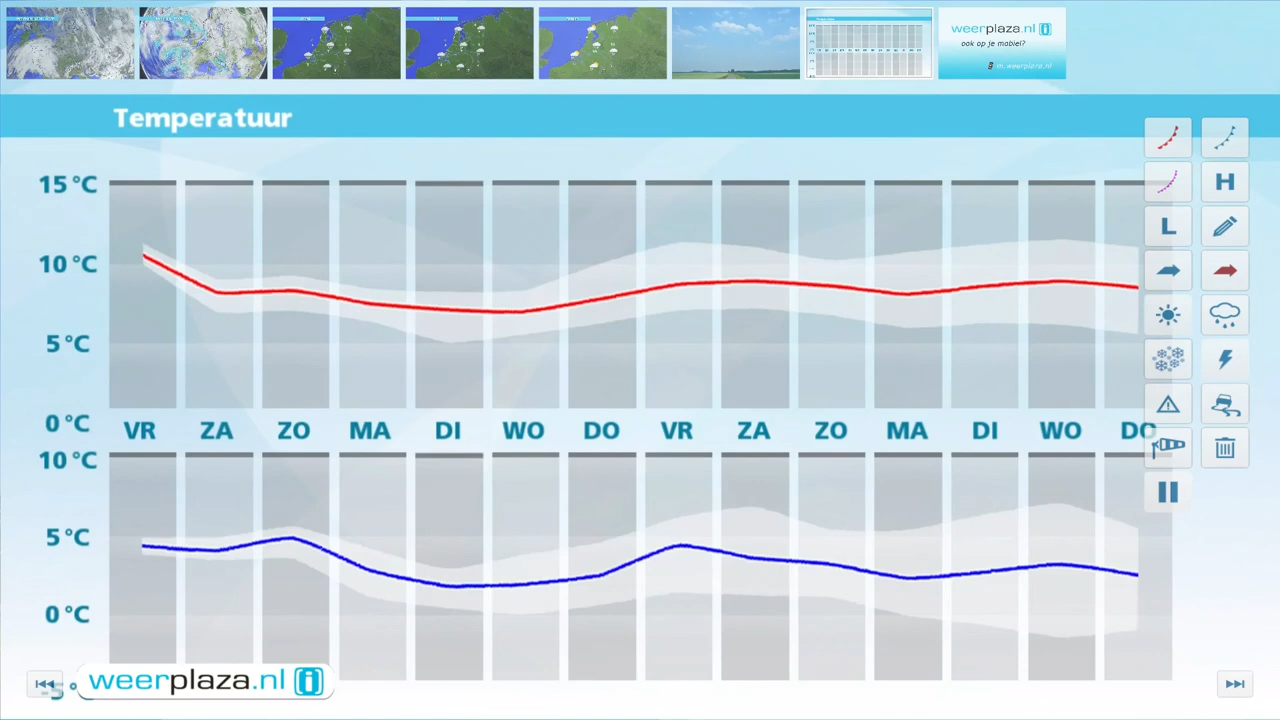 weerplaza.nl [i]
ook op je mobiel?
m.weerplaza.nl
Temperatuur
15 °C
10 °C
5 °C
0 °C
VR ZA ZO MA DI WO DO VR ZA ZO MA DI WO DO
10 °C
5 °C
0 °C
H
L
weerplaza.nl [i]